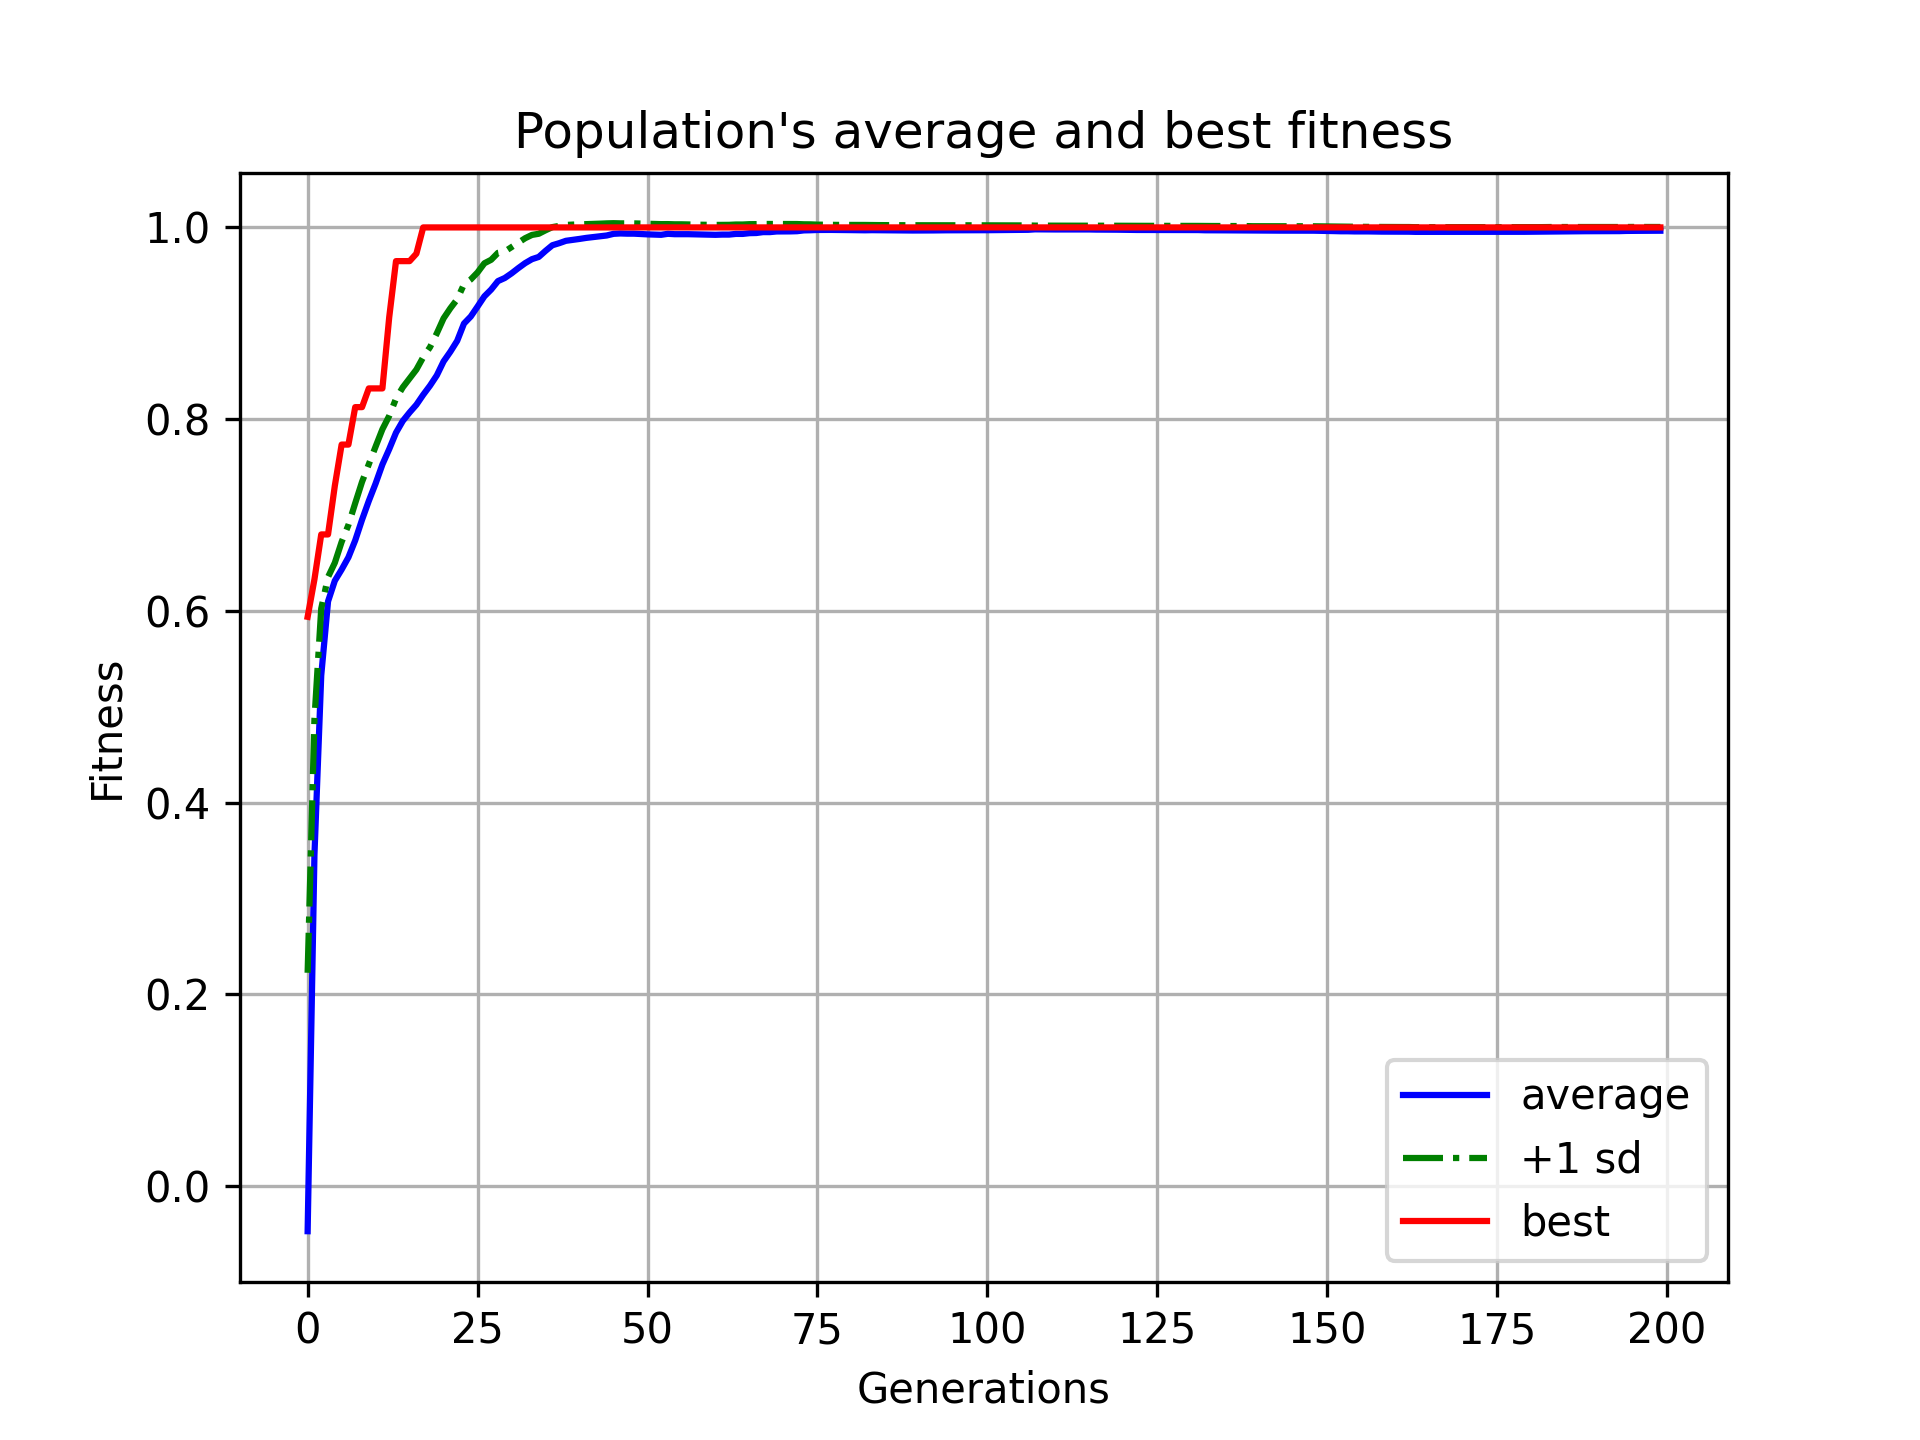 Population's average and best fitness
Fitness
1.0
0.8
0.6
0.4
0.2
0.0
0 25 50 75 100 125 150 175 200
Generations
average
+1 sd
best